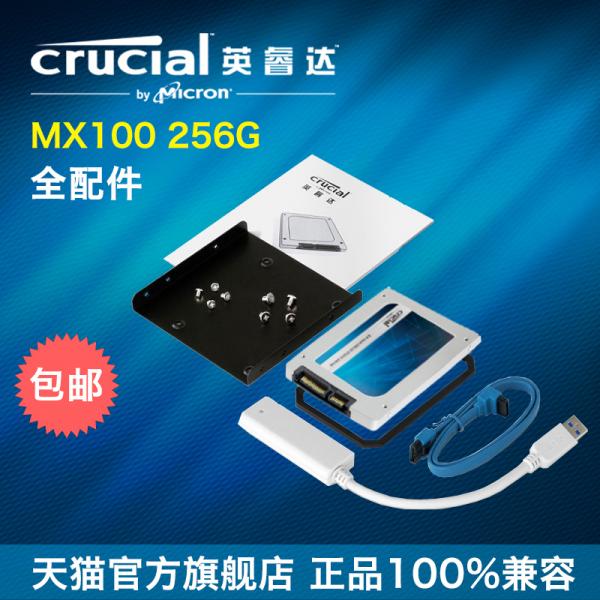 crucial 英睿达
by Micron
MX100 256G
全配件
crucial
英睿达
包邮
天猫官方旗舰店 正品100%兼容